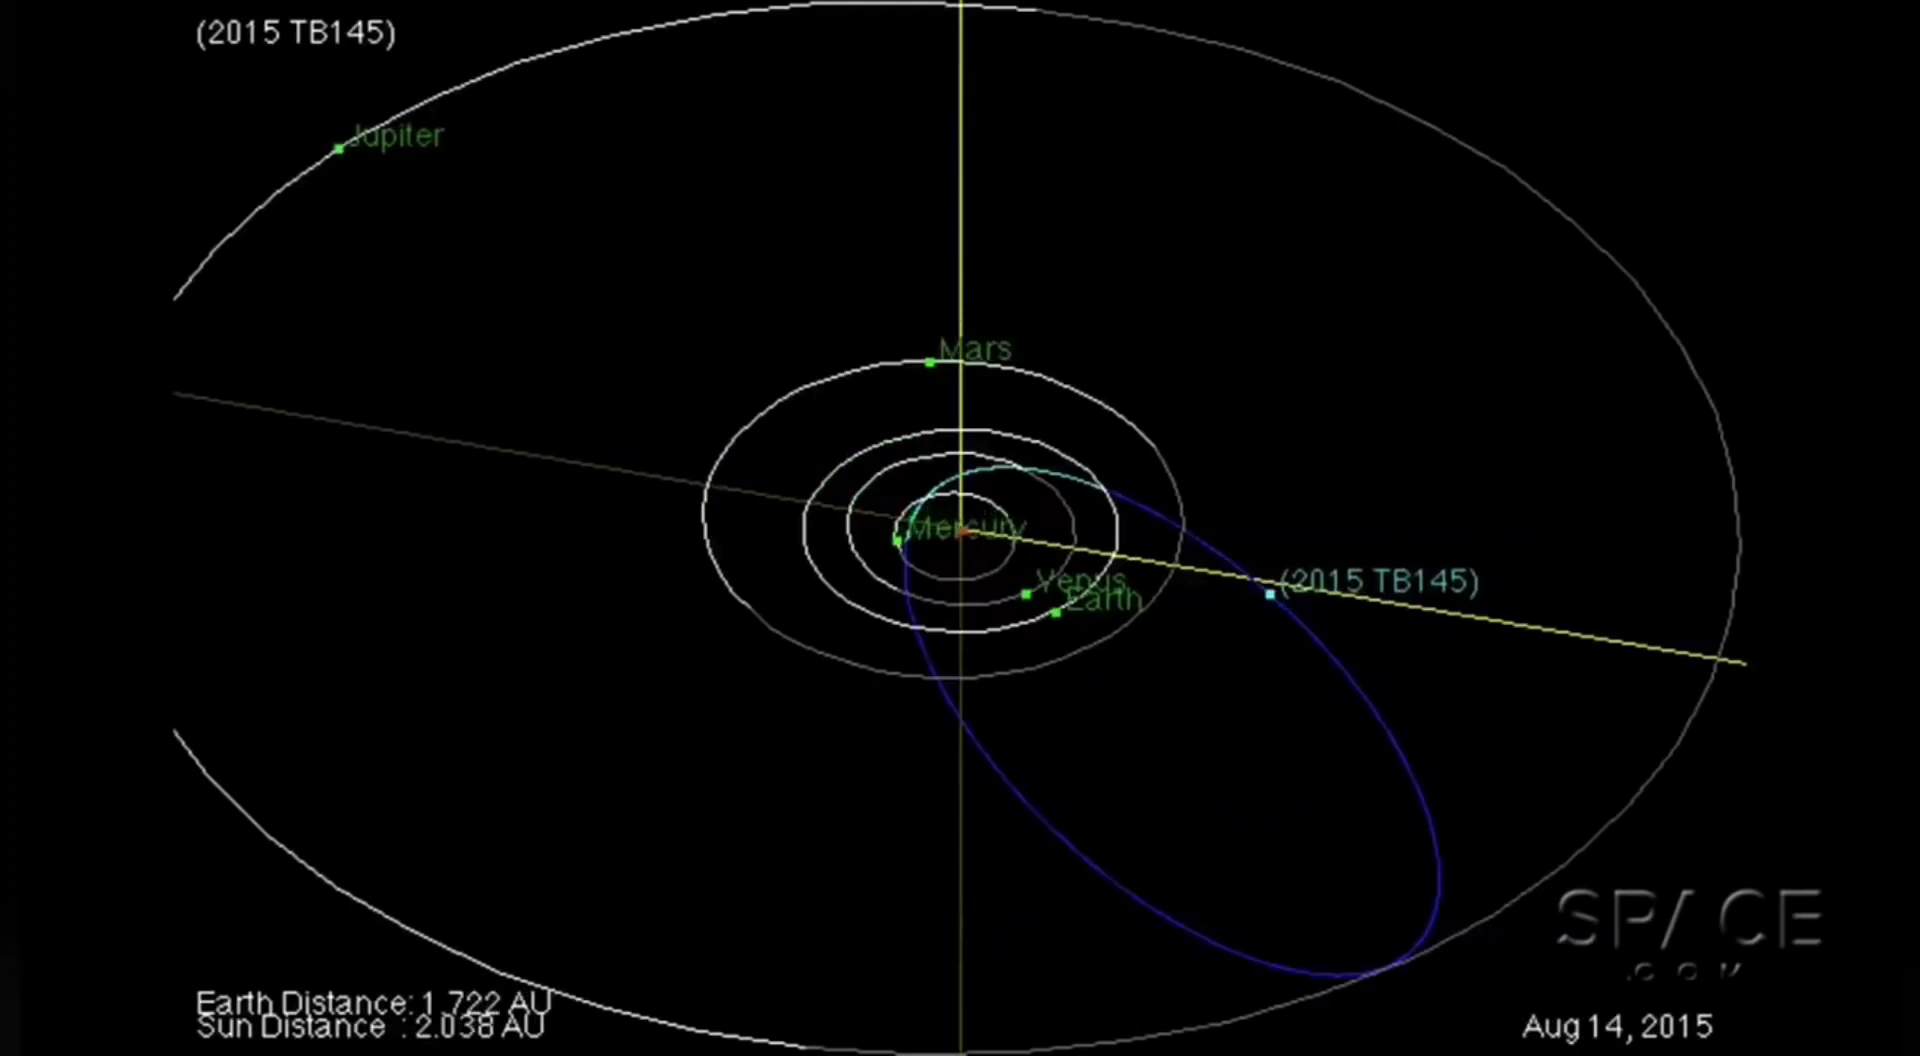 (2015 TB145)
Jupiter
Mars
Mercury
Venus
Earth
(2015 TB145)
SPACE
.COM
Earth Distance: 1.722 AU
Sun Distance : 2.038 AU
Aug 14, 2015